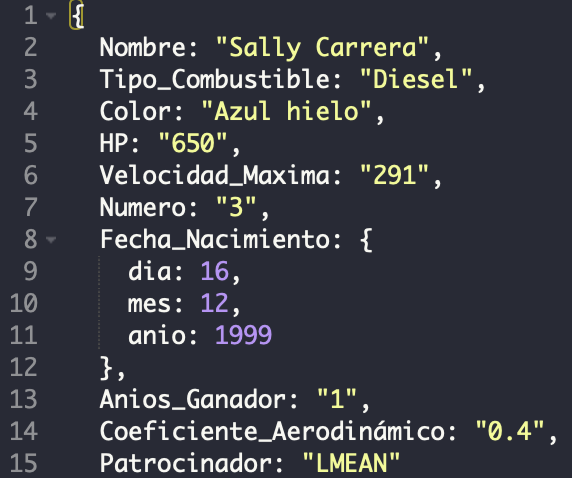 1 {
2 Nombre: "Sally Carrera",
3 Tipo_Combustible: "Diesel",
4 Color: "Azul hielo",
5 HP: "650",
6 Velocidad_Maxima: "291",
7 Numero: "3",
8 Fecha_Nacimiento: {
9 dia: 16,
10 mes: 12,
11 anio: 1999
12 },
13 Anios_Ganador: "1",
14 Coeficiente_Aerodinámico: "0.4",
15 Patrocinador: "LMEAN"